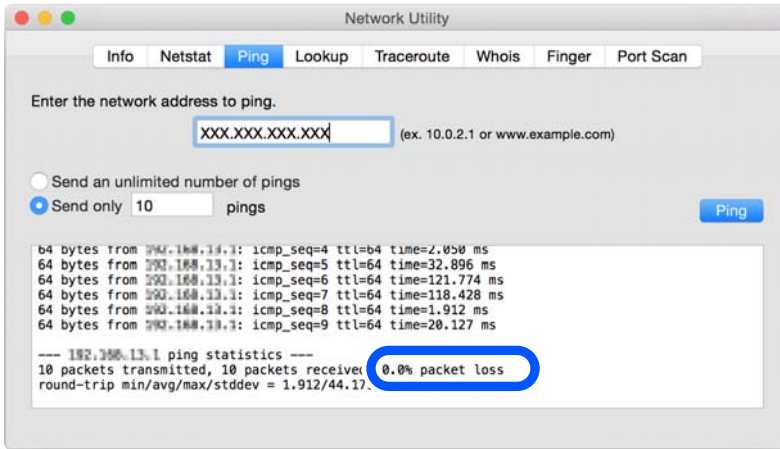 Network Utility
Info Netstat Ping Lookup Traceroute Whois Finger Port Scan
Enter the network address to ping.
XXX.XXX.XXX.XXX (ex. 10.0.2.1 or www.example.com)
Send an unlimited number of pings
Send only 10 pings
Ping
64 bytes from : icmp_seq=4 ttl=64 time=2.050 ms
64 bytes from : icmp_seq=5 ttl=64 time=32.896 ms
64 bytes from : icmp_seq=6 ttl=64 time=121.774 ms
64 bytes from : icmp_seq=7 ttl=64 time=118.428 ms
64 bytes from : icmp_seq=8 ttl=64 time=1.912 ms
64 bytes from : icmp_seq=9 ttl=64 time=20.127 ms
--- ping statistics ---
10 packets transmitted, 10 packets received 0.0% packet loss
round-trip min/avg/max/stddev = 1.912/44.17